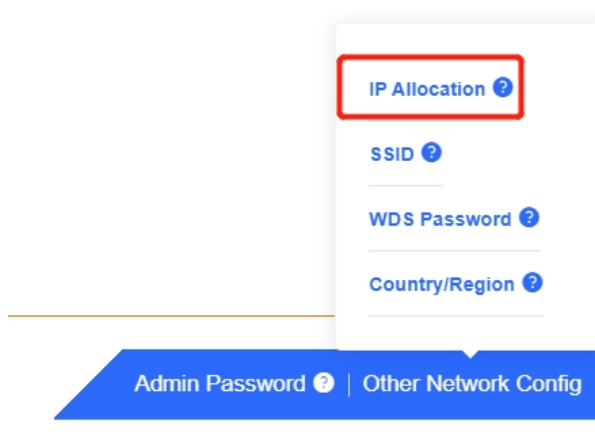 IP Allocation ?
SSID ?
WDS Password ?
Country/Region ?
Admin Password ? | Other Network Config